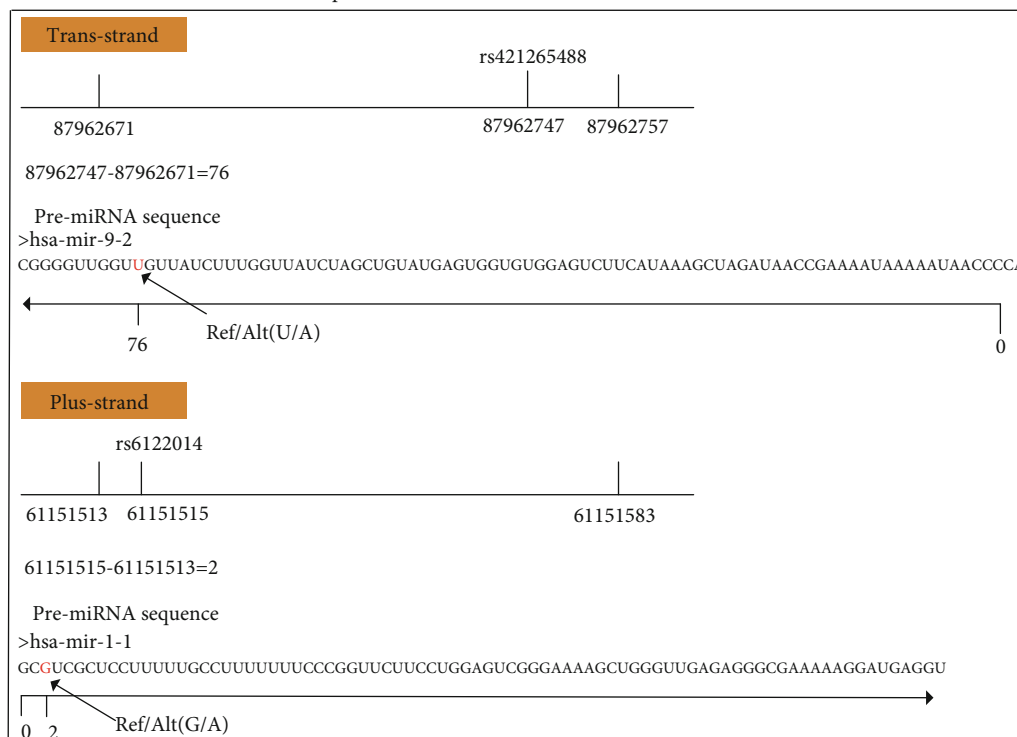 Trans-strand
rs421265488
87962671
87962747
87962757
87962747-87962671=76
Pre-miRNA sequence
>hsa-mir-9-2
CGGGGUUGGUUGUUAUCUUUGGUUAUCUAGCUGUAUGAGUGGUGUGGAGUCUUCAUAAAGCUAGAUAACCGAAAAUAAAAAUAACCCCA
76
Ref/Alt(U/A)
0
Plus-strand
rs6122014
61151513
61151515
61151583
61151515-61151513=2
Pre-miRNA sequence
>hsa-mir-1-1
GCGUCGCUCCUUUUUGCCUUUUUUUCCCGGUUCUUCCUGGAGUCGGGAAAAGCUGGGUUGAGAGGGCGAAAAAGGAUGAGGU
0
2
Ref/Alt(G/A)